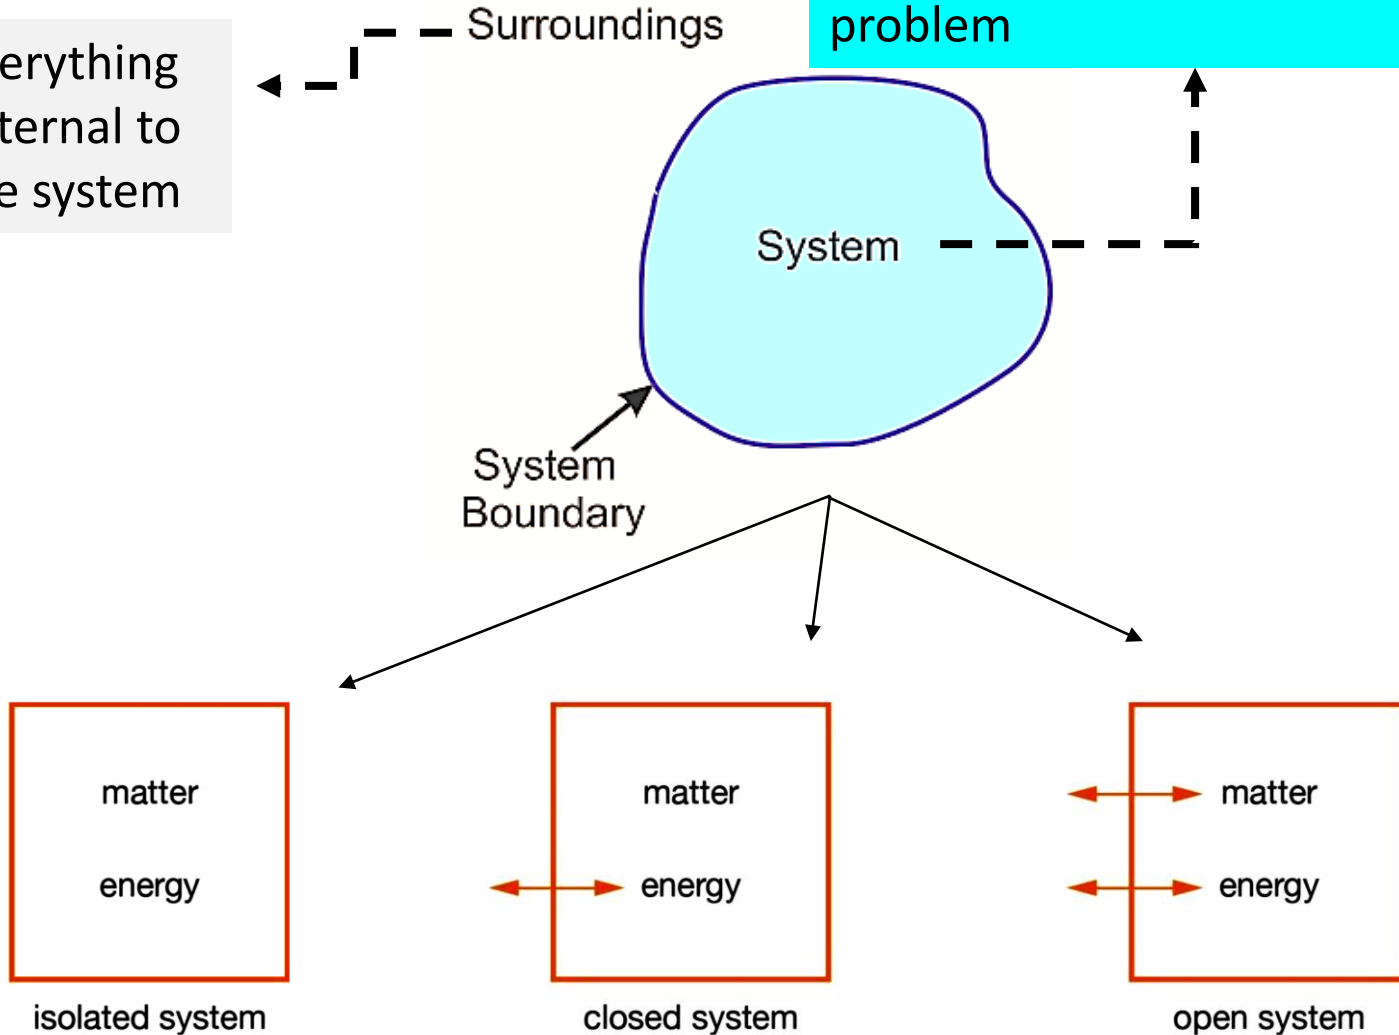 Surroundings
problem
erything
ternal to
e system
System
System
Boundary
matter
energy
isolated system
matter
energy
closed system
matter
energy
open system